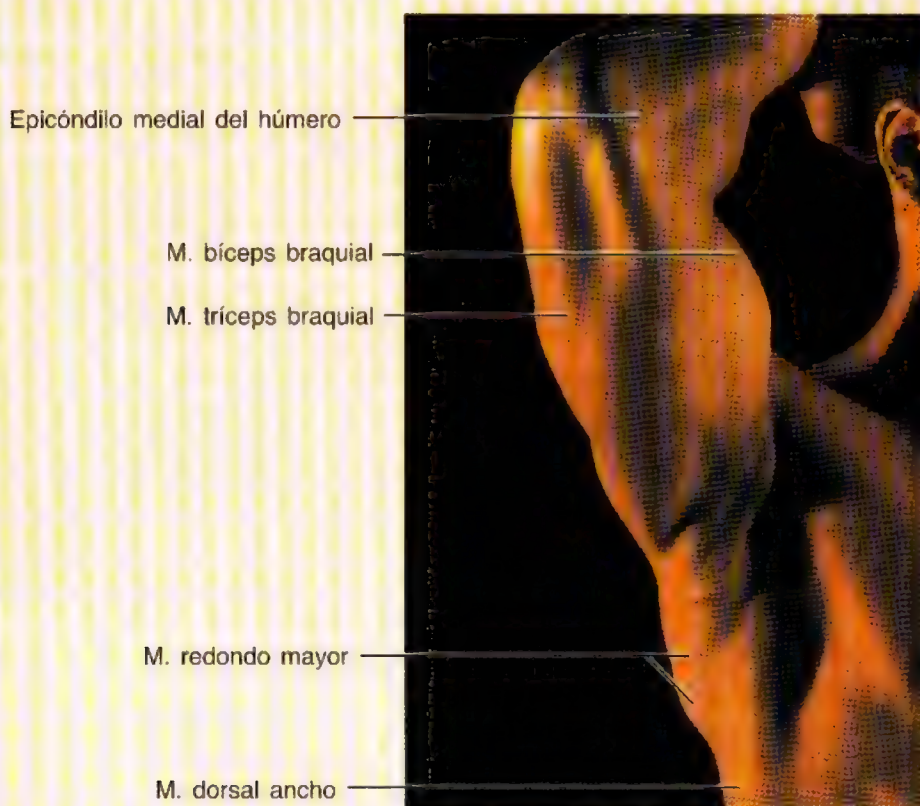 Epicóndilo medial del húmero
M. bíceps braquial
M. tríceps braquial
M. redondo mayor
M. dorsal ancho